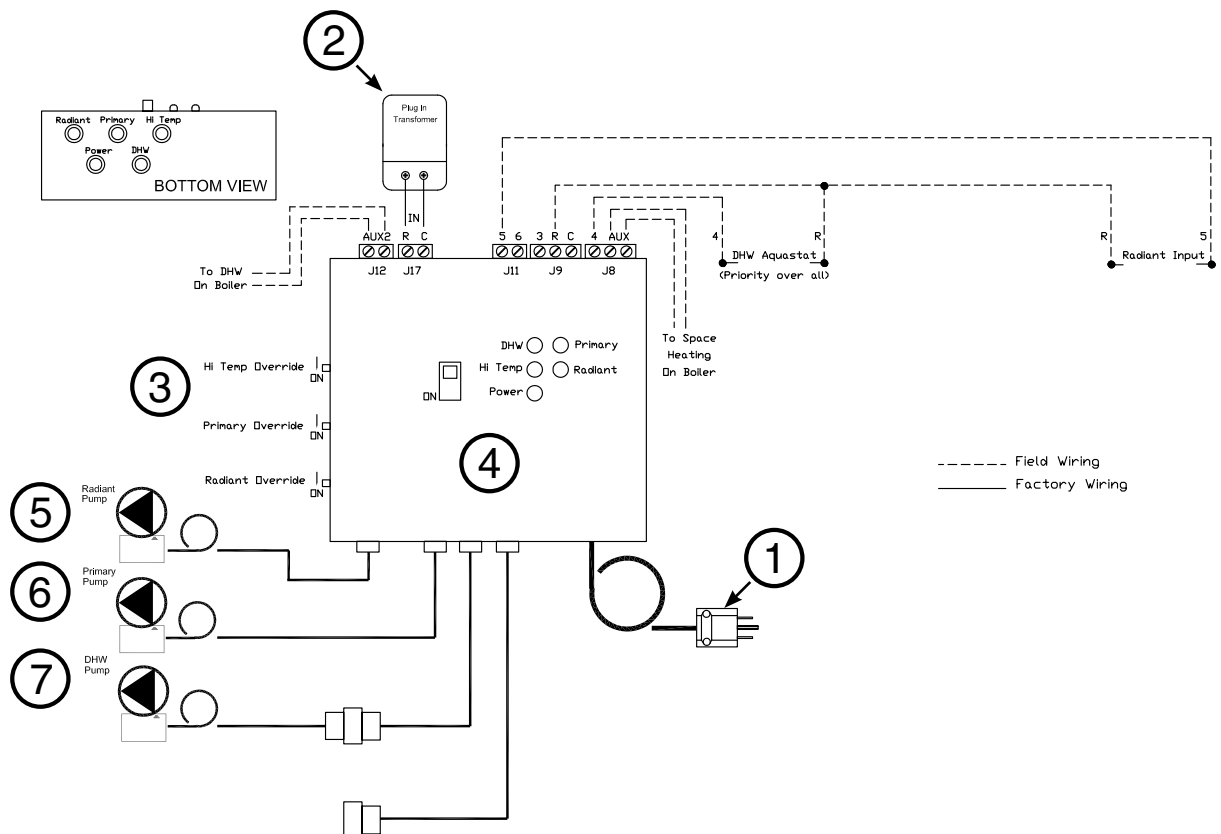 2
Plug In
Transformer
Radiant Primary Hi Temp
Power DHW
BOTTOM VIEW
IN
AUX2 R C 5 6 3 R C 4 AUX
J12 J17 J11 J9 J8
4 R
DHW Aquastat
(Priority over all)
R 5
Radiant Input
To DHW
On Boiler
To Space
Heating
On Boiler
DHW Primary
Hi Temp Radiant
Power
ON
3
Hi Temp Override
ON
Primary Override
ON
Radiant Override
ON
4
Field Wiring
Factory Wiring
5
Radiant
Pump
6
Primary
Pump
7
DHW
Pump
1